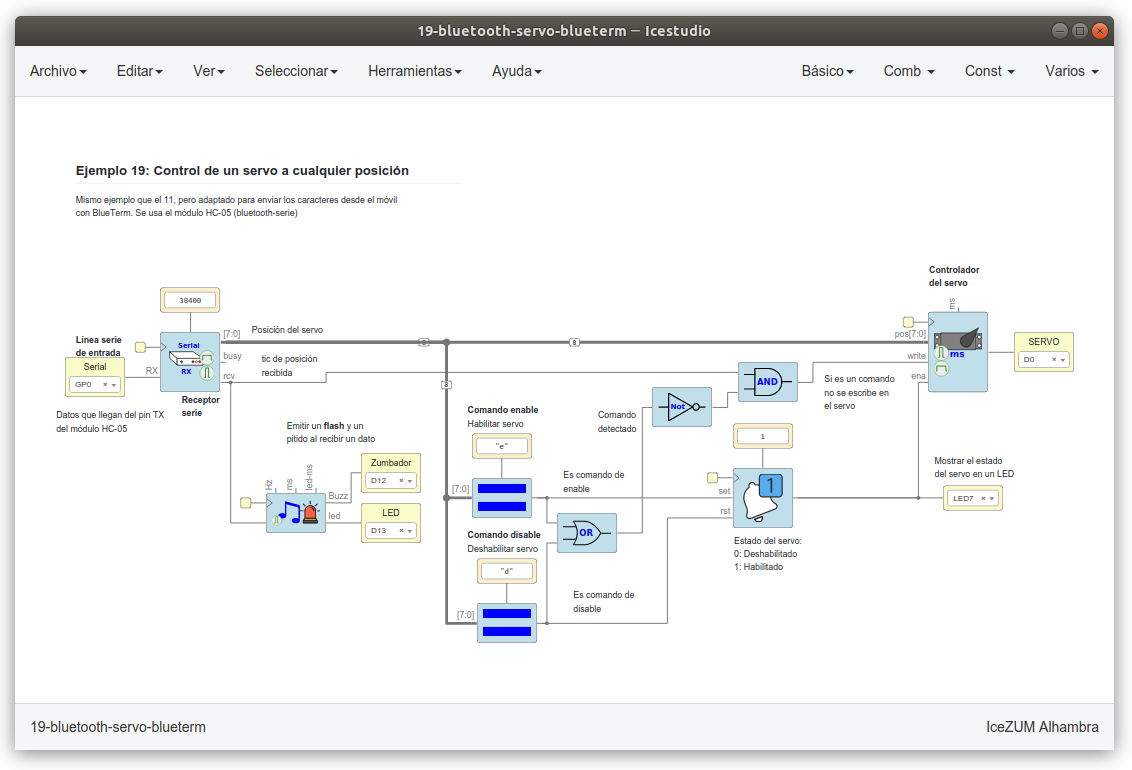 19-bluetooth-servo-blueterm — Icestudio
Archivo Editar Ver Seleccionar Herramientas Ayuda Básico Comb Const Varios
Ejemplo 19: Control de un servo a cualquier posición
Mismo ejemplo que el 11, pero adaptado para enviar los caracteres desde el móvil
con BlueTerm. Se usa el módulo HC-05 (bluetooth-serie)
Controlador
del servo
ms
38400
Línea serie
de entrada
Serial
GP0
RX
Datos que llegan del pin TX
del módulo HC-05
Serial
RX
[7:0]
busy
rcv
Receptor
serie
Posición del servo
tic de posición
recibida
8
8
8
pos[7:0]
write
ena
ms
SERVO
D0
AND
Si es un comando
no se escribe en
el servo
Not
Comando
detectado
Comando enable
Habilitar servo
"e"
[7:0]
Es comando de
enable
Emitir un flash y un
pitido al recibir un dato
Hz
ms
led-ms
Buzz
led
Zumbador
D12
LED
D13
1
set
rst
1
Estado del servo:
0: Deshabilitado
1: Habilitado
Mostrar el estado
del servo en un LED
LED7
OR
Comando disable
Deshabilitar servo
"d"
[7:0]
Es comando de
disable
19-bluetooth-servo-blueterm
IceZUM Alhambra